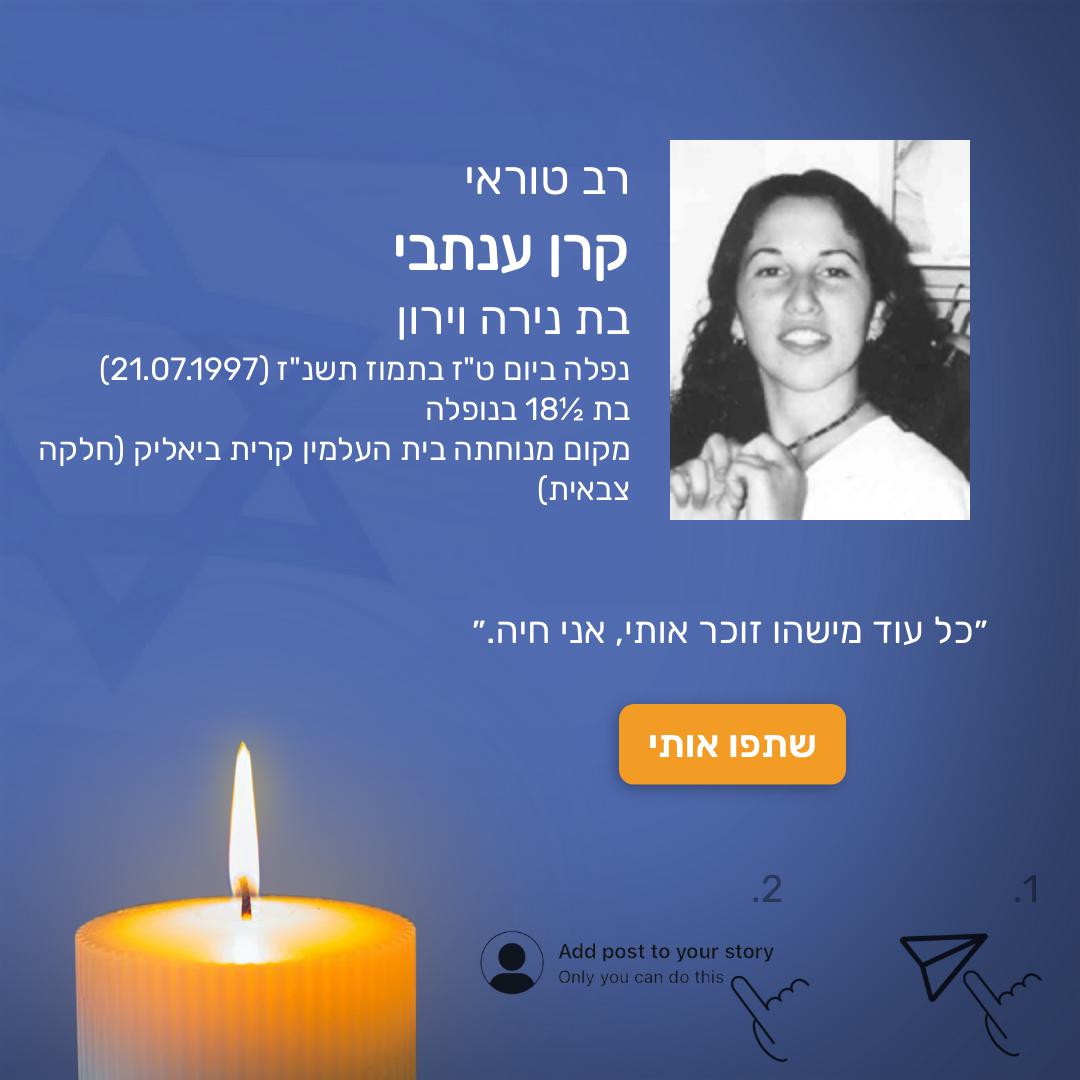 רב טוראי
קרן ענתבי
בת נירה וירון
נפלה ביום ט"ז בתמוז תשנ"ז (21.07.1997)
בת 18½ בנופלה
מקום מנוחתה בית העלמין קרית ביאליק (חלקה
צבאית)
״כל עוד מישהו זוכר אותי, אני חיה.״
שתפו אותי
1.
2.
Add post to your story
Only you can do this